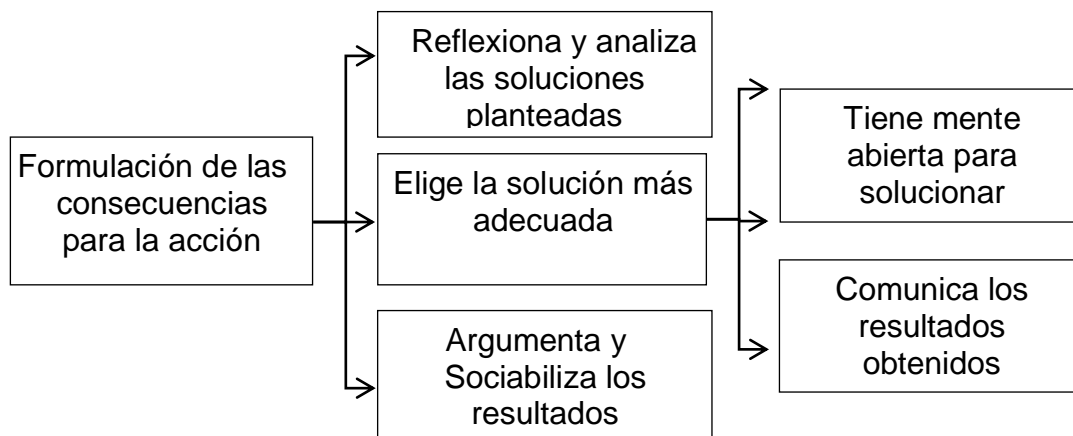 Formulación de las
consecuencias
para la acción
Reflexiona y analiza
las soluciones
planteadas
Elige la solución más
adecuada
Argumenta y
Sociabiliza los
resultados
Tiene mente
abierta para
solucionar
Comunica los
resultados
obtenidos